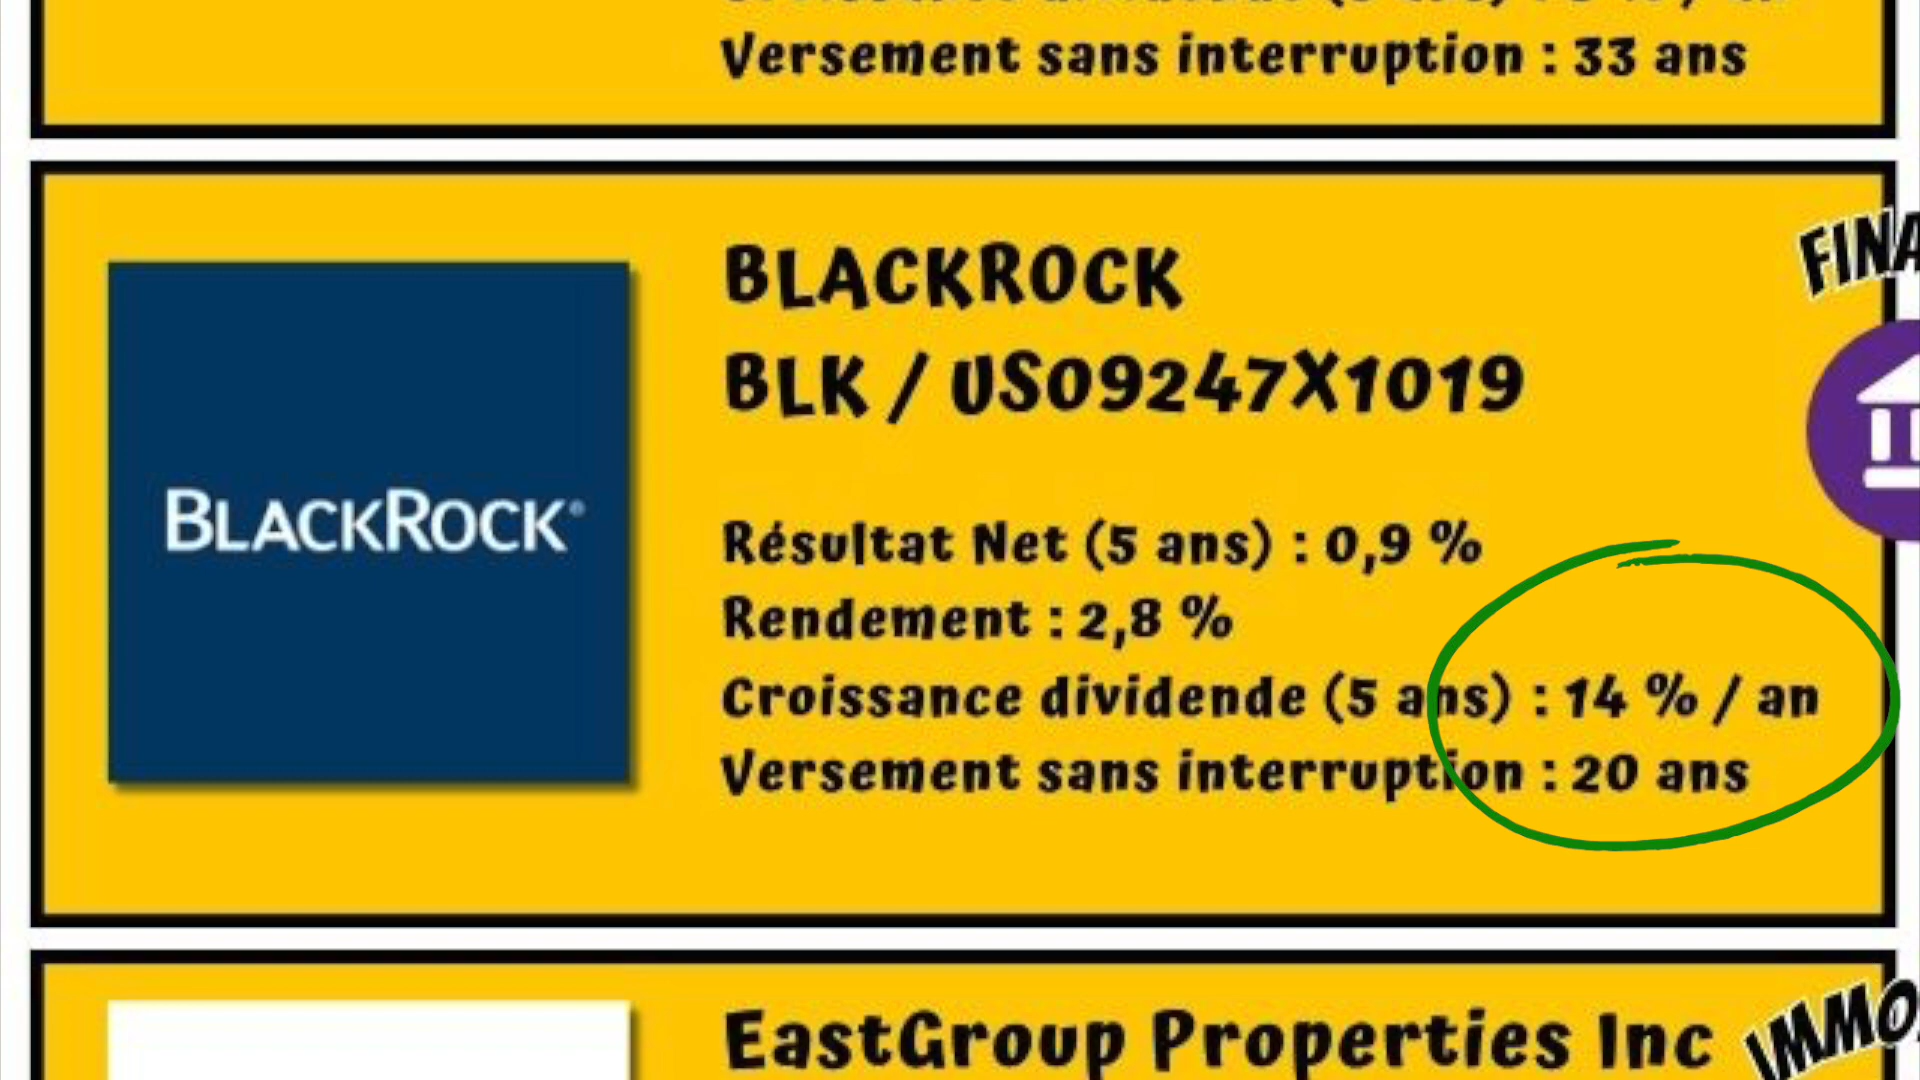 Versement sans interruption : 33 ans
BLACKROCK
BLK / US09247X1019
BLACKROCK®
Résultat Net (5 ans) : 0,9 %
Rendement : 2,8 %
Croissance dividende (5 ans) : 14 % / an
Versement sans interruption : 20 ans
EastGroup Properties Inc